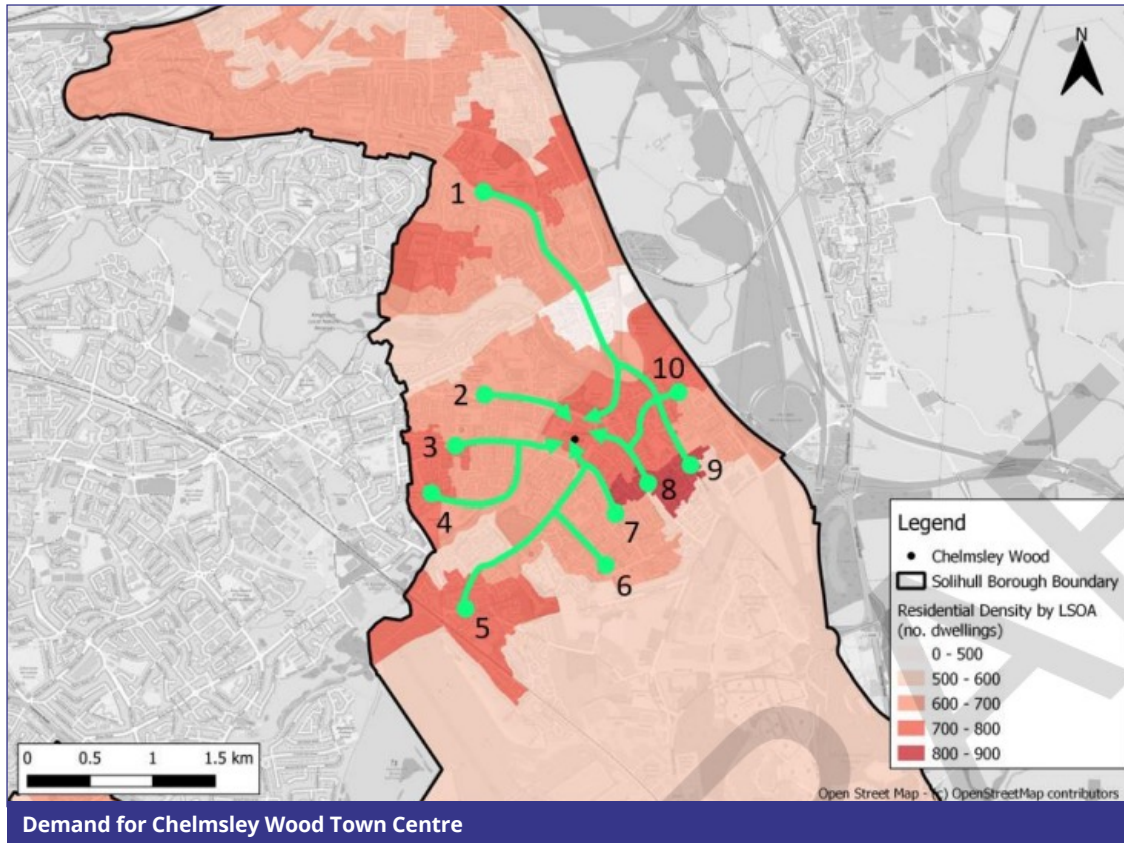 N
1
10
2
3
9
8
4
7
6
5
Legend
Chelmsley Wood
Solihull Borough Boundary
Residential Density by LSOA
(no. dwellings)
0 - 500
500 - 600
600 - 700
700 - 800
800 - 900
0 0.5 1 1.5 km
Open Street Map - (c) OpenStreetMap contributors
Demand for Chelmsley Wood Town Centre